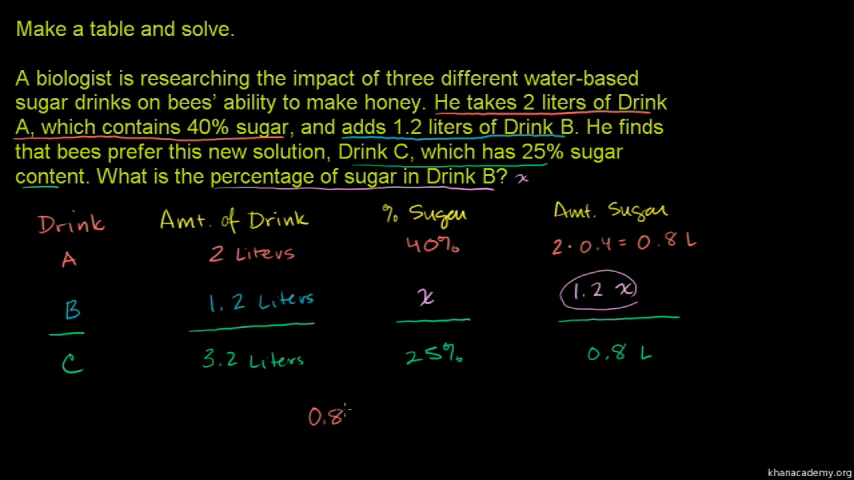 Make a table and solve.
A biologist is researching the impact of three different water-based
sugar drinks on bees' ability to make honey. He takes 2 liters of Drink
A, which contains 40% sugar, and adds 1.2 liters of Drink B. He finds
that bees prefer this new solution, Drink C, which has 25% sugar
content. What is the percentage of sugar in Drink B? x
Drink Amt. of Drink % Sugar Amt. Sugar
A 2 Liters 40% 2 · 0.4 = 0.8 L
B 1.2 Liters x 1.2 x
C 3.2 Liters 25% 0.8 L
0.8
khanacademy.org